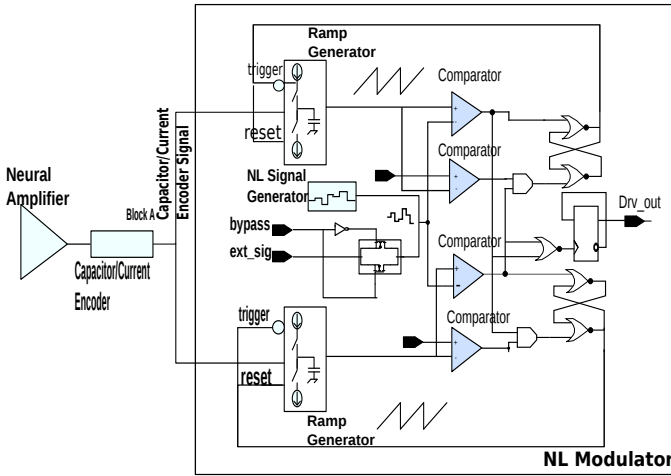 Ramp
Generator
trigger
Comparator
reset
Comparator
Capacitor/Current
Encoder Signal
Neural
Amplifier
NL Signal
Generator
Block A
bypass
Drv_out
ext_sig
Comparator
Capacitor/Current
Encoder
trigger
Comparator
reset
Ramp
Generator
NL Modulator